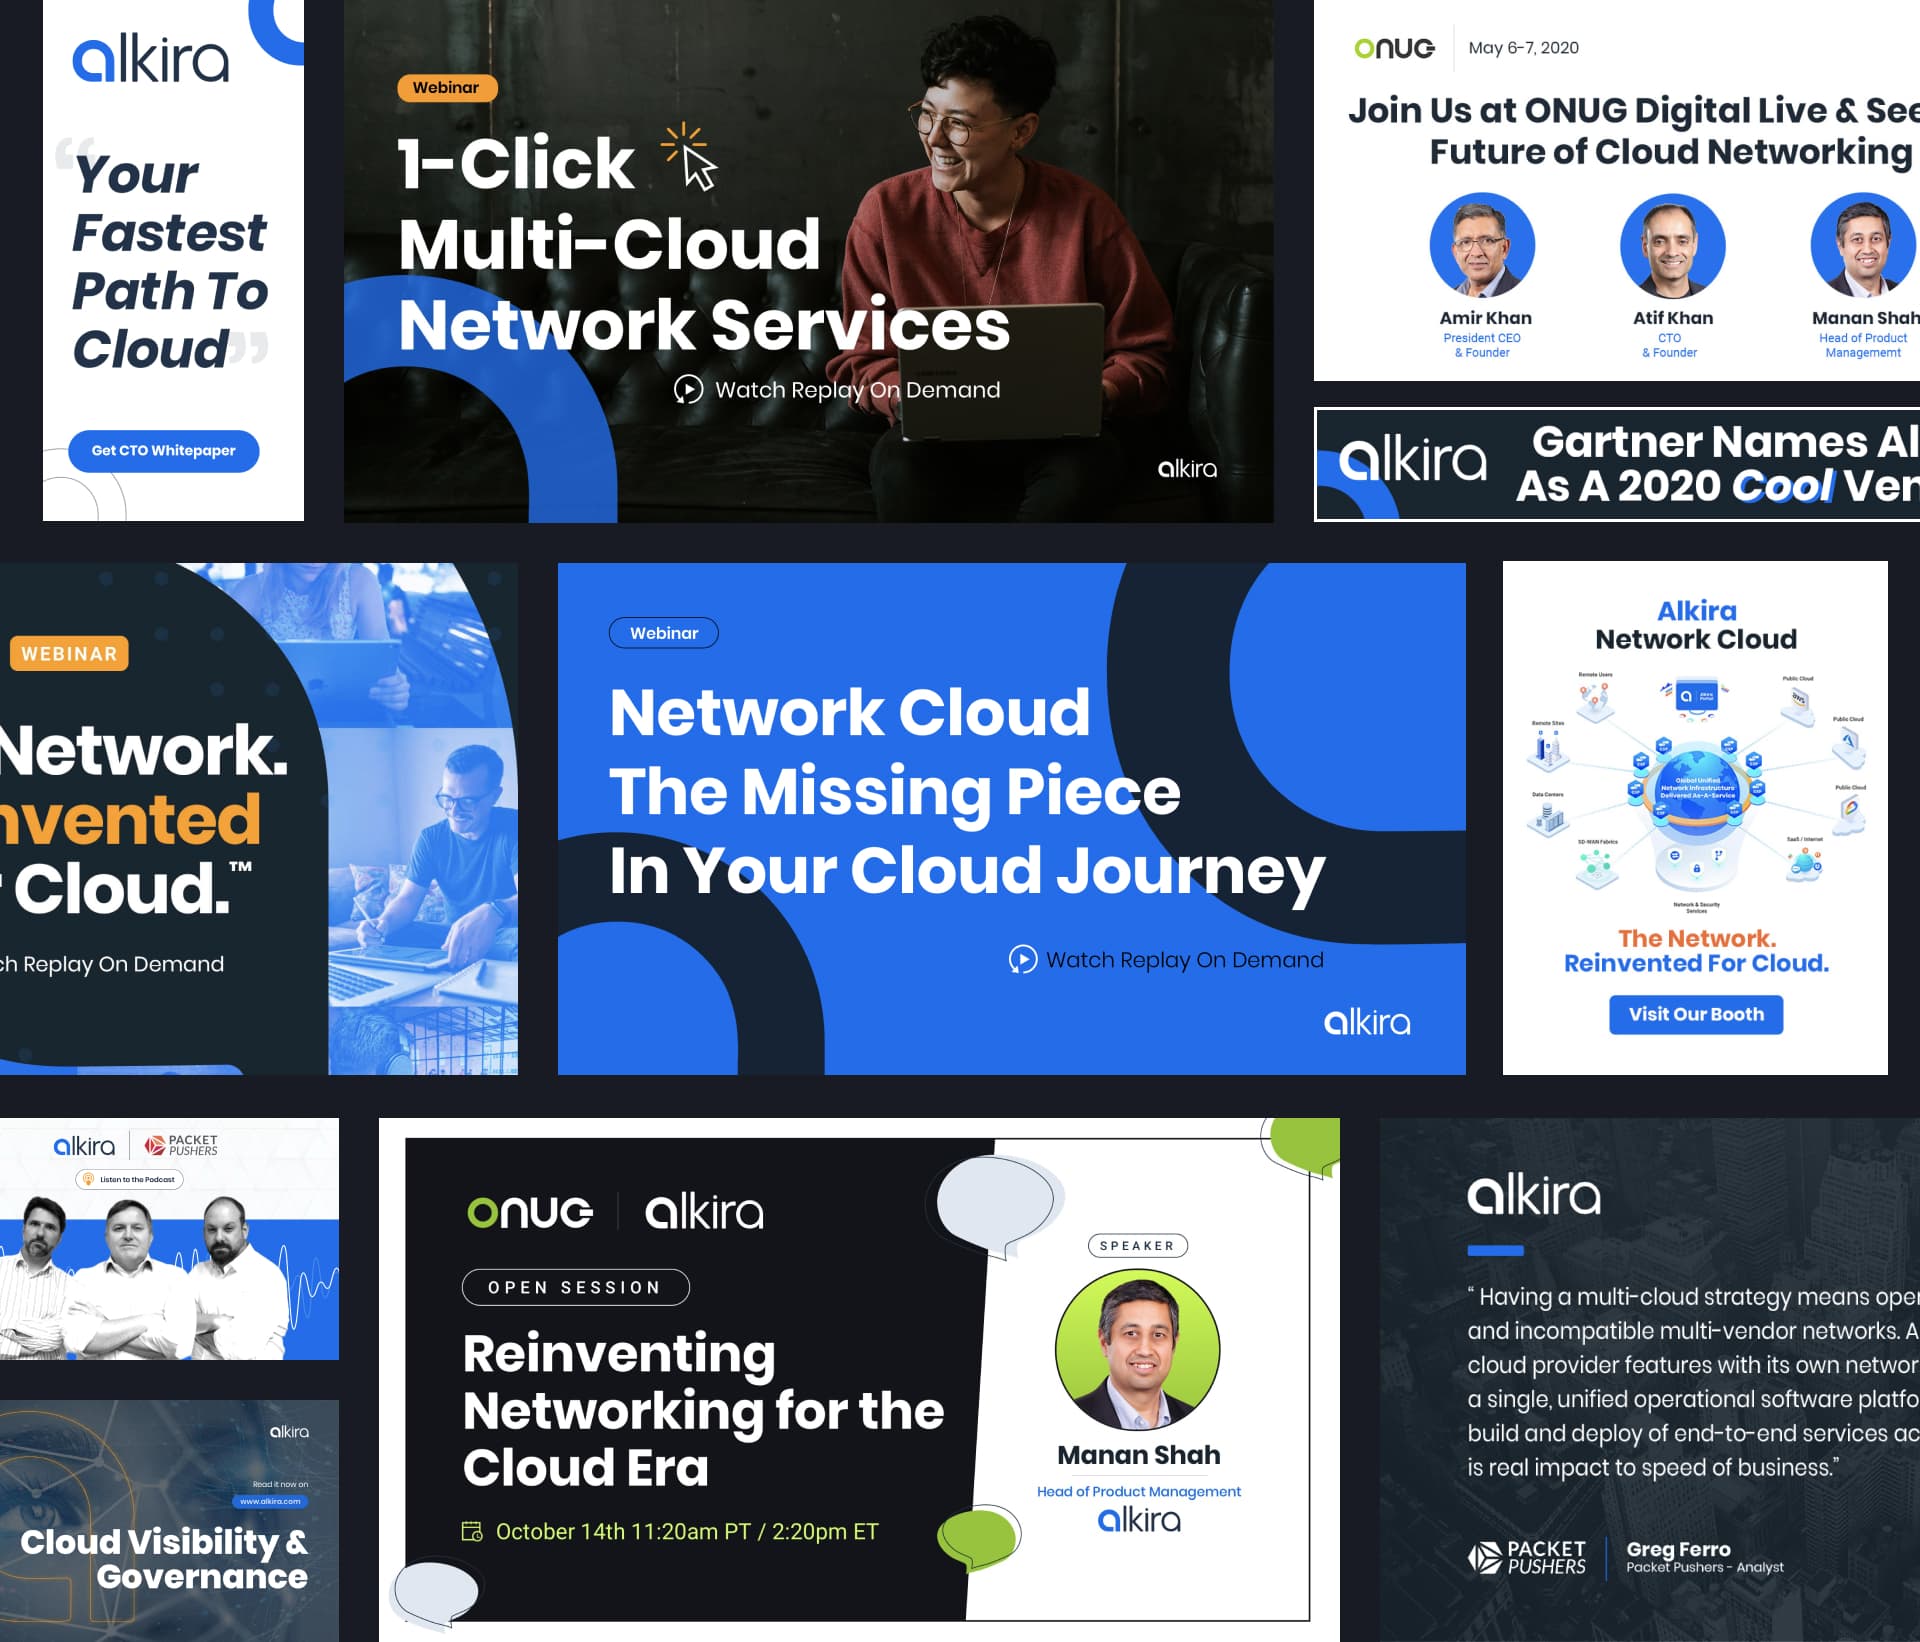 alkira
“Your
Fastest
Path To
Cloud”
Get CTO Whitepaper
Webinar
1-Click
Multi-Cloud
Network Services
Watch Replay On Demand
alkira
onug
May 6-7, 2020
Join Us at ONUG Digital Live & See
Future of Cloud Networking
Amir Khan
President CEO
& Founder
Atif Khan
CTO
& Founder
Manan Shah
Head of Product
Managememt
alkira
Gartner Names Al
As A 2020 Cool Ven
WEBINAR
Network.
nvented
Cloud.™
ch Replay On Demand
Webinar
Network Cloud
The Missing Piece
In Your Cloud Journey
Watch Replay On Demand
alkira
Alkira
Network Cloud
Remote Users
Public Cloud
Remote Sites
Public Cloud
Data Centers
Public Cloud
Global Unified
Network Infrastructure
Delivered As-A-Service
SD-WAN Fabrics
SaaS / Internet
Network & Security
Services
The Network.
Reinvented For Cloud.
Visit Our Booth
alkira
PACKET
PUSHERS
Listen to the Podcast
alkira
Read it now on
www.alkira.com
Cloud Visibility &
Governance
onug
alkira
OPEN SESSION
Reinventing
Networking for the
Cloud Era
October 14th 11:20am PT / 2:20pm ET
SPEAKER
Manan Shah
Head of Product Management
alkira
alkira
“ Having a multi-cloud strategy means oper
and incompatible multi-vendor networks. A
cloud provider features with its own networ
a single, unified operational software platfo
build and deploy of end-to-end services ac
is real impact to speed of business.”
PACKET
PUSHERS
Greg Ferro
Packet Pushers - Analyst